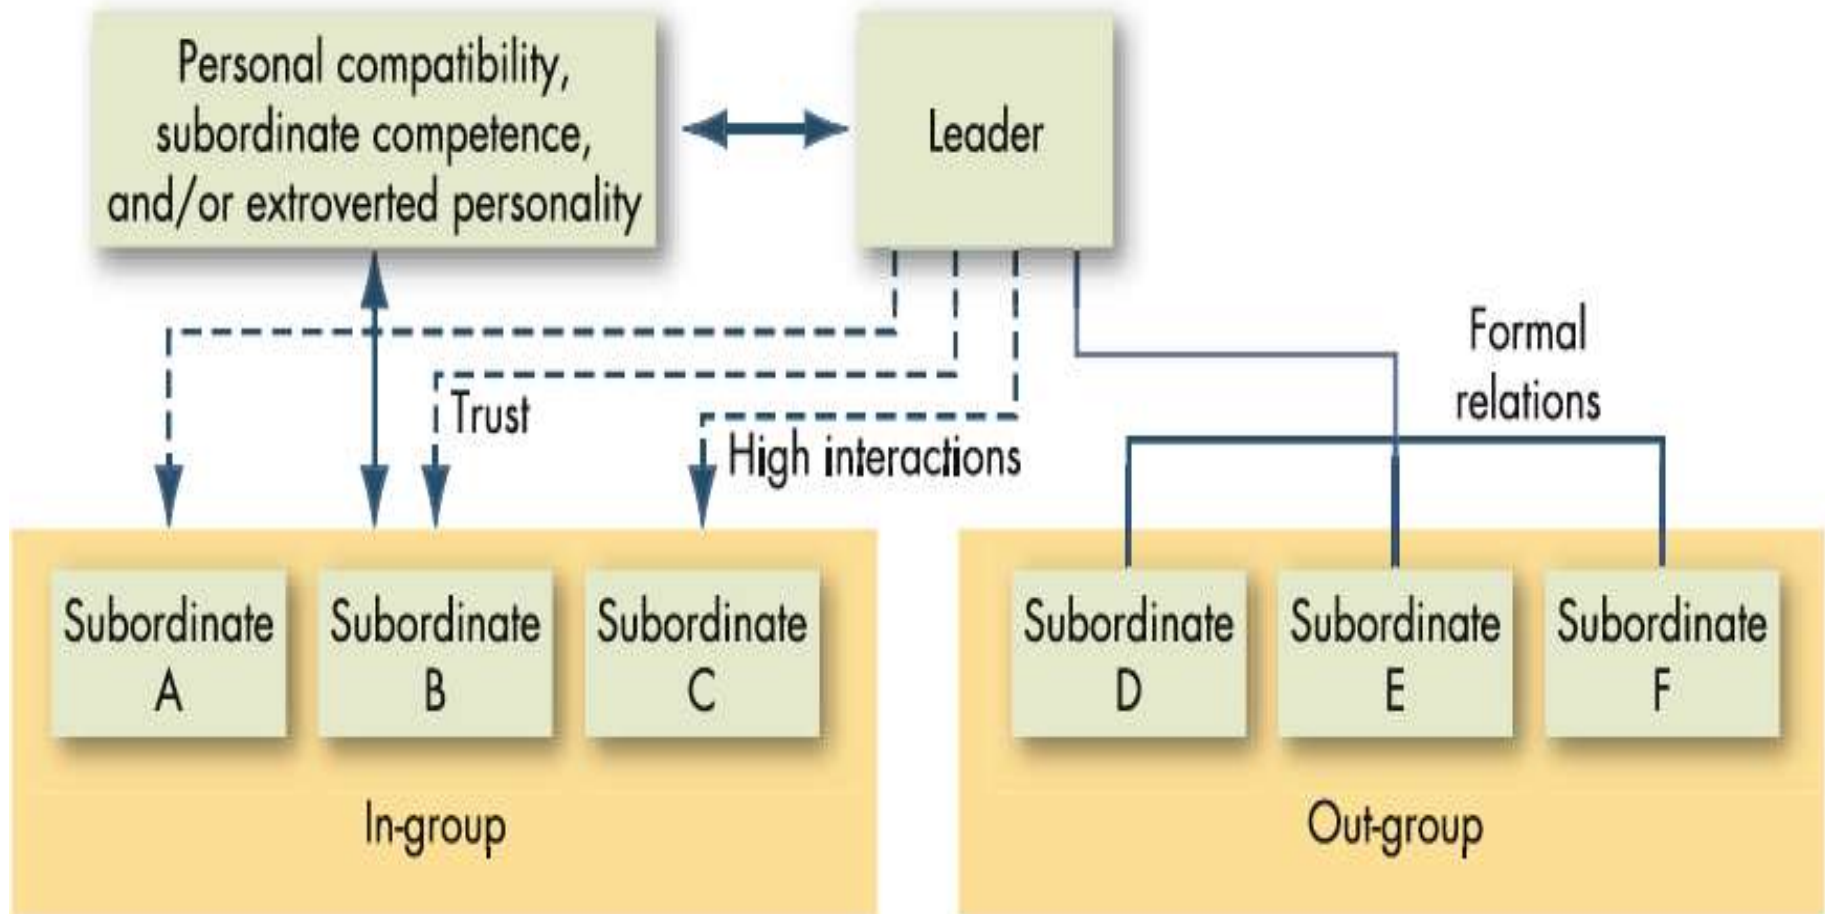 Personal compatibility,
subordinate competence,
and/or extroverted personality
Leader
Formal
relations
Trust
High interactions
Subordinate
A
Subordinate
B
Subordinate
C
Subordinate
D
Subordinate
E
Subordinate
F
In-group
Out-group